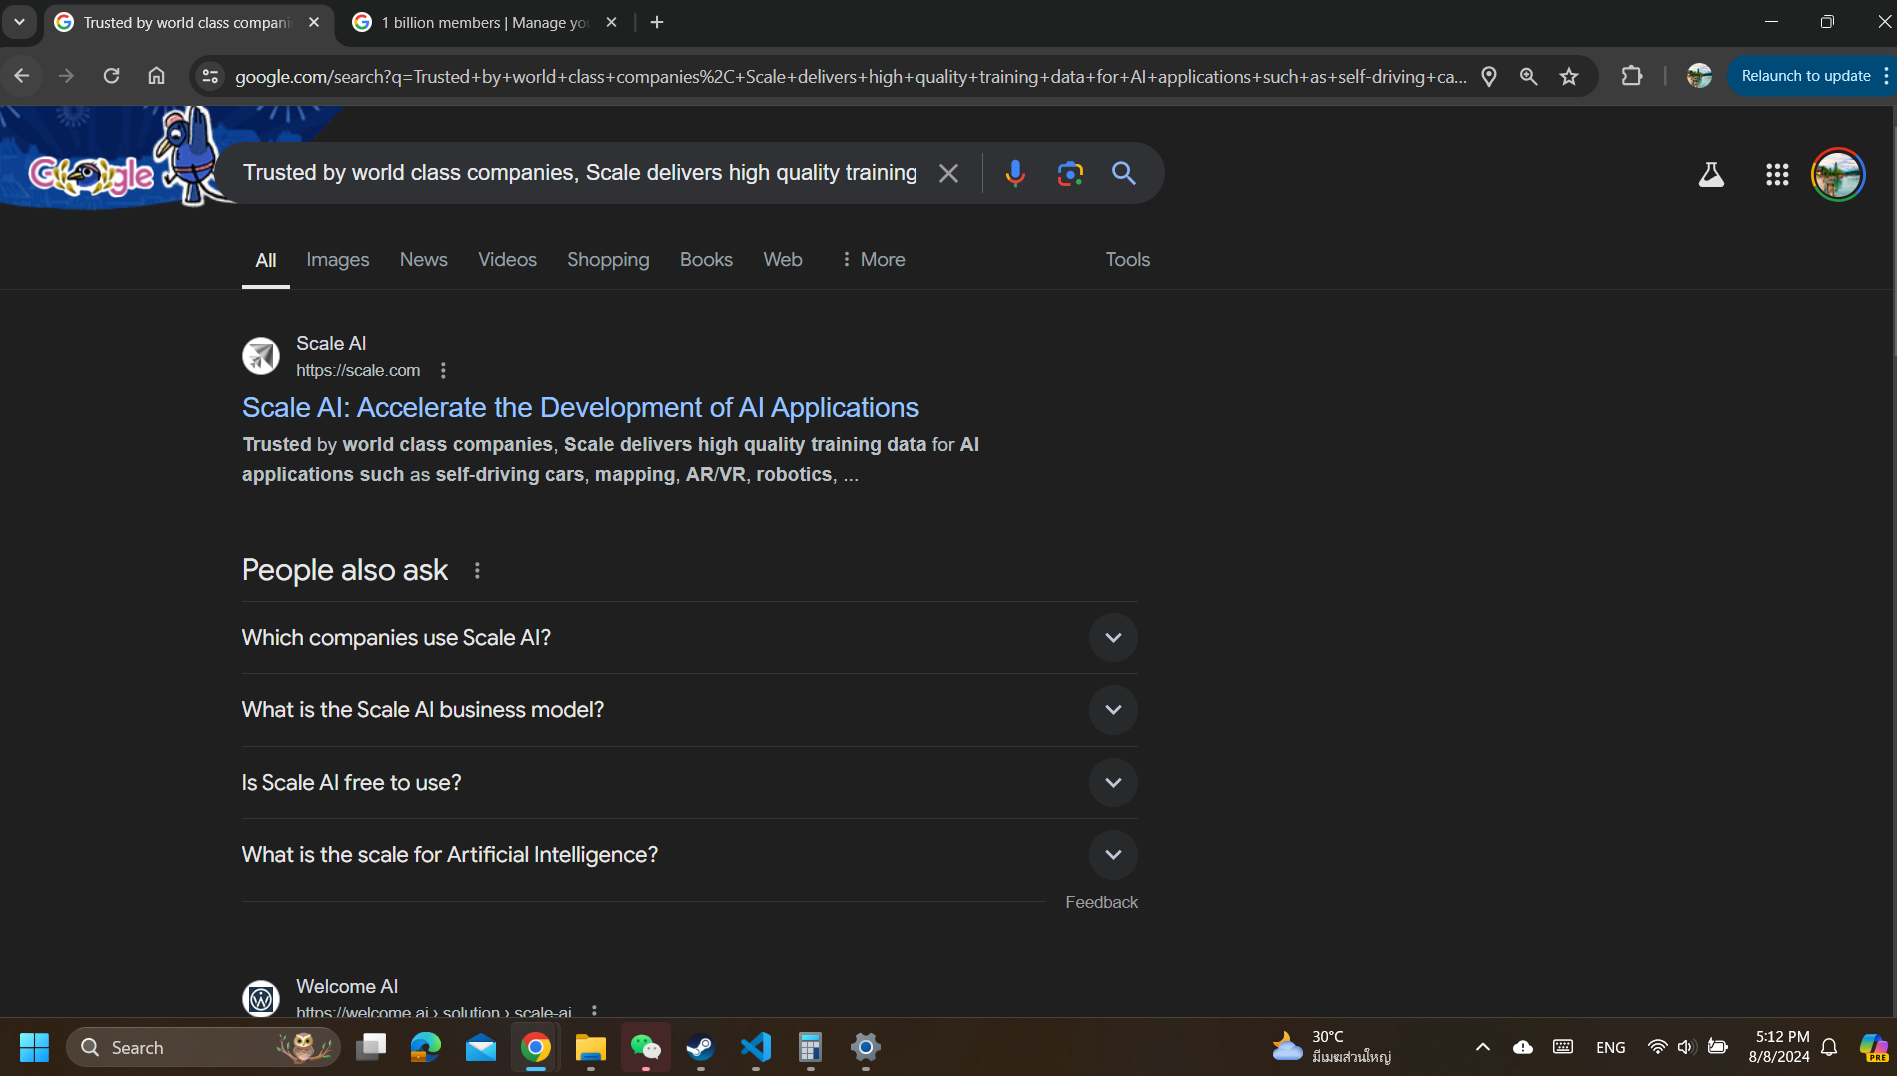 Trusted by world class compani
1 billion members | Manage yo
google.com/search?q=Trusted+by+world+class+companies%2C+Scale+delivers+high+quality+training+data+for+AI+applications+such+as+self-driving+ca...
Relaunch to update
Google
Trusted by world class companies, Scale delivers high quality training
All
Images
News
Videos
Shopping
Books
Web
More
Tools
Scale AI
https://scale.com
Scale AI: Accelerate the Development of AI Applications
Trusted by world class companies, Scale delivers high quality training data for AI
applications such as self-driving cars, mapping, AR/VR, robotics, ...
People also ask
Which companies use Scale AI?
What is the Scale AI business model?
Is Scale AI free to use?
What is the scale for Artificial Intelligence?
Feedback
Welcome AI
https://welcome.ai › solution › scale-ai
Search
30°C
มีเมฆส่วนใหญ่
ENG
5:12 PM
8/8/2024
PRE